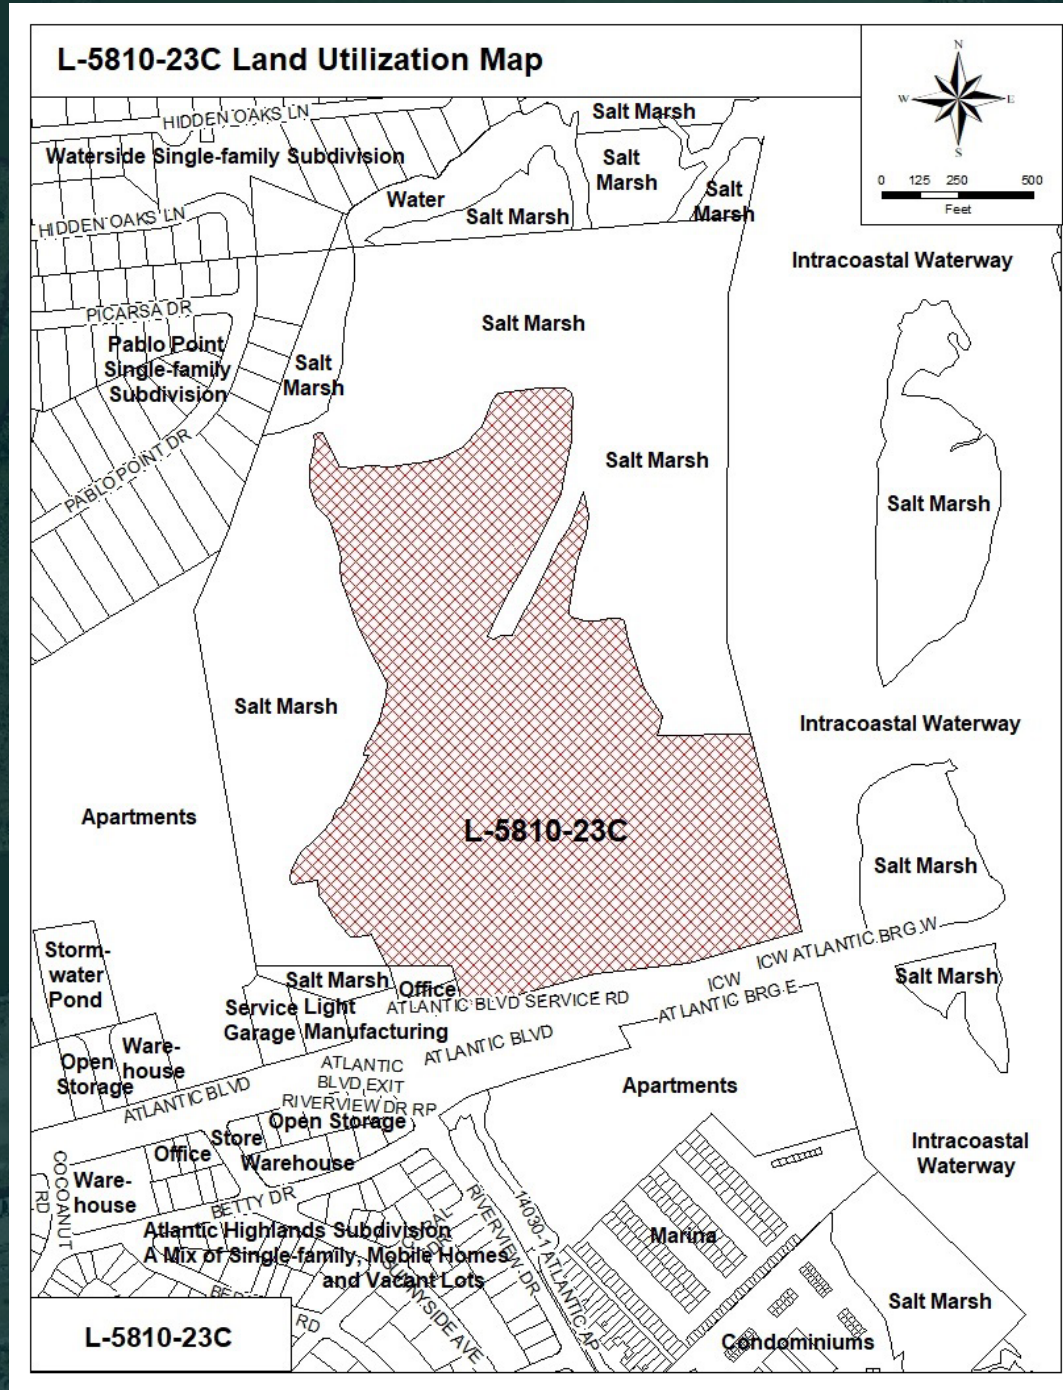 L-5810-23C Land Utilization Map
N
W
E
S
0 125 250 500
Feet
HIDDEN OAKS LN
Salt Marsh
Waterside Single-family Subdivision
Salt
Marsh
Salt
Marsh
Water
Salt Marsh
HIDDEN OAKS LN
Intracoastal Waterway
PICARSA DR
Salt Marsh
Pablo Point
Single-family
Subdivision
Salt
Marsh
PABLO POINT DR
Salt Marsh
Salt Marsh
Salt Marsh
Intracoastal Waterway
Apartments
L-5810-23C
Salt Marsh
Storm-
water
Pond
Salt Marsh
Office
ICW ATLANTIC BRG W
ICW
Salt Marsh
ATLANTIC BRG E
ATLANTIC BLVD SERVICE RD
Service
Garage
Light
Manufacturing
Ware-
house
Open
Storage
ATLANTIC BLVD
ATLANTIC BLVD
ATLANTIC
BLVD EXIT
RIVERVIEW DR RP
Apartments
Open Storage
Store
Office
Warehouse
Intracoastal
Waterway
COCOANUT
RD
Ware-
house
BETTY DR
RIVERVIEW DR
14030-1 ATLANTIC AP
Atlantic Highlands Subdivision
A Mix of Single-family, Mobile Homes
and Vacant Lots
DR
SUNNYSIDE AVE
RD
Marina
Salt Marsh
Condominiums
L-5810-23C